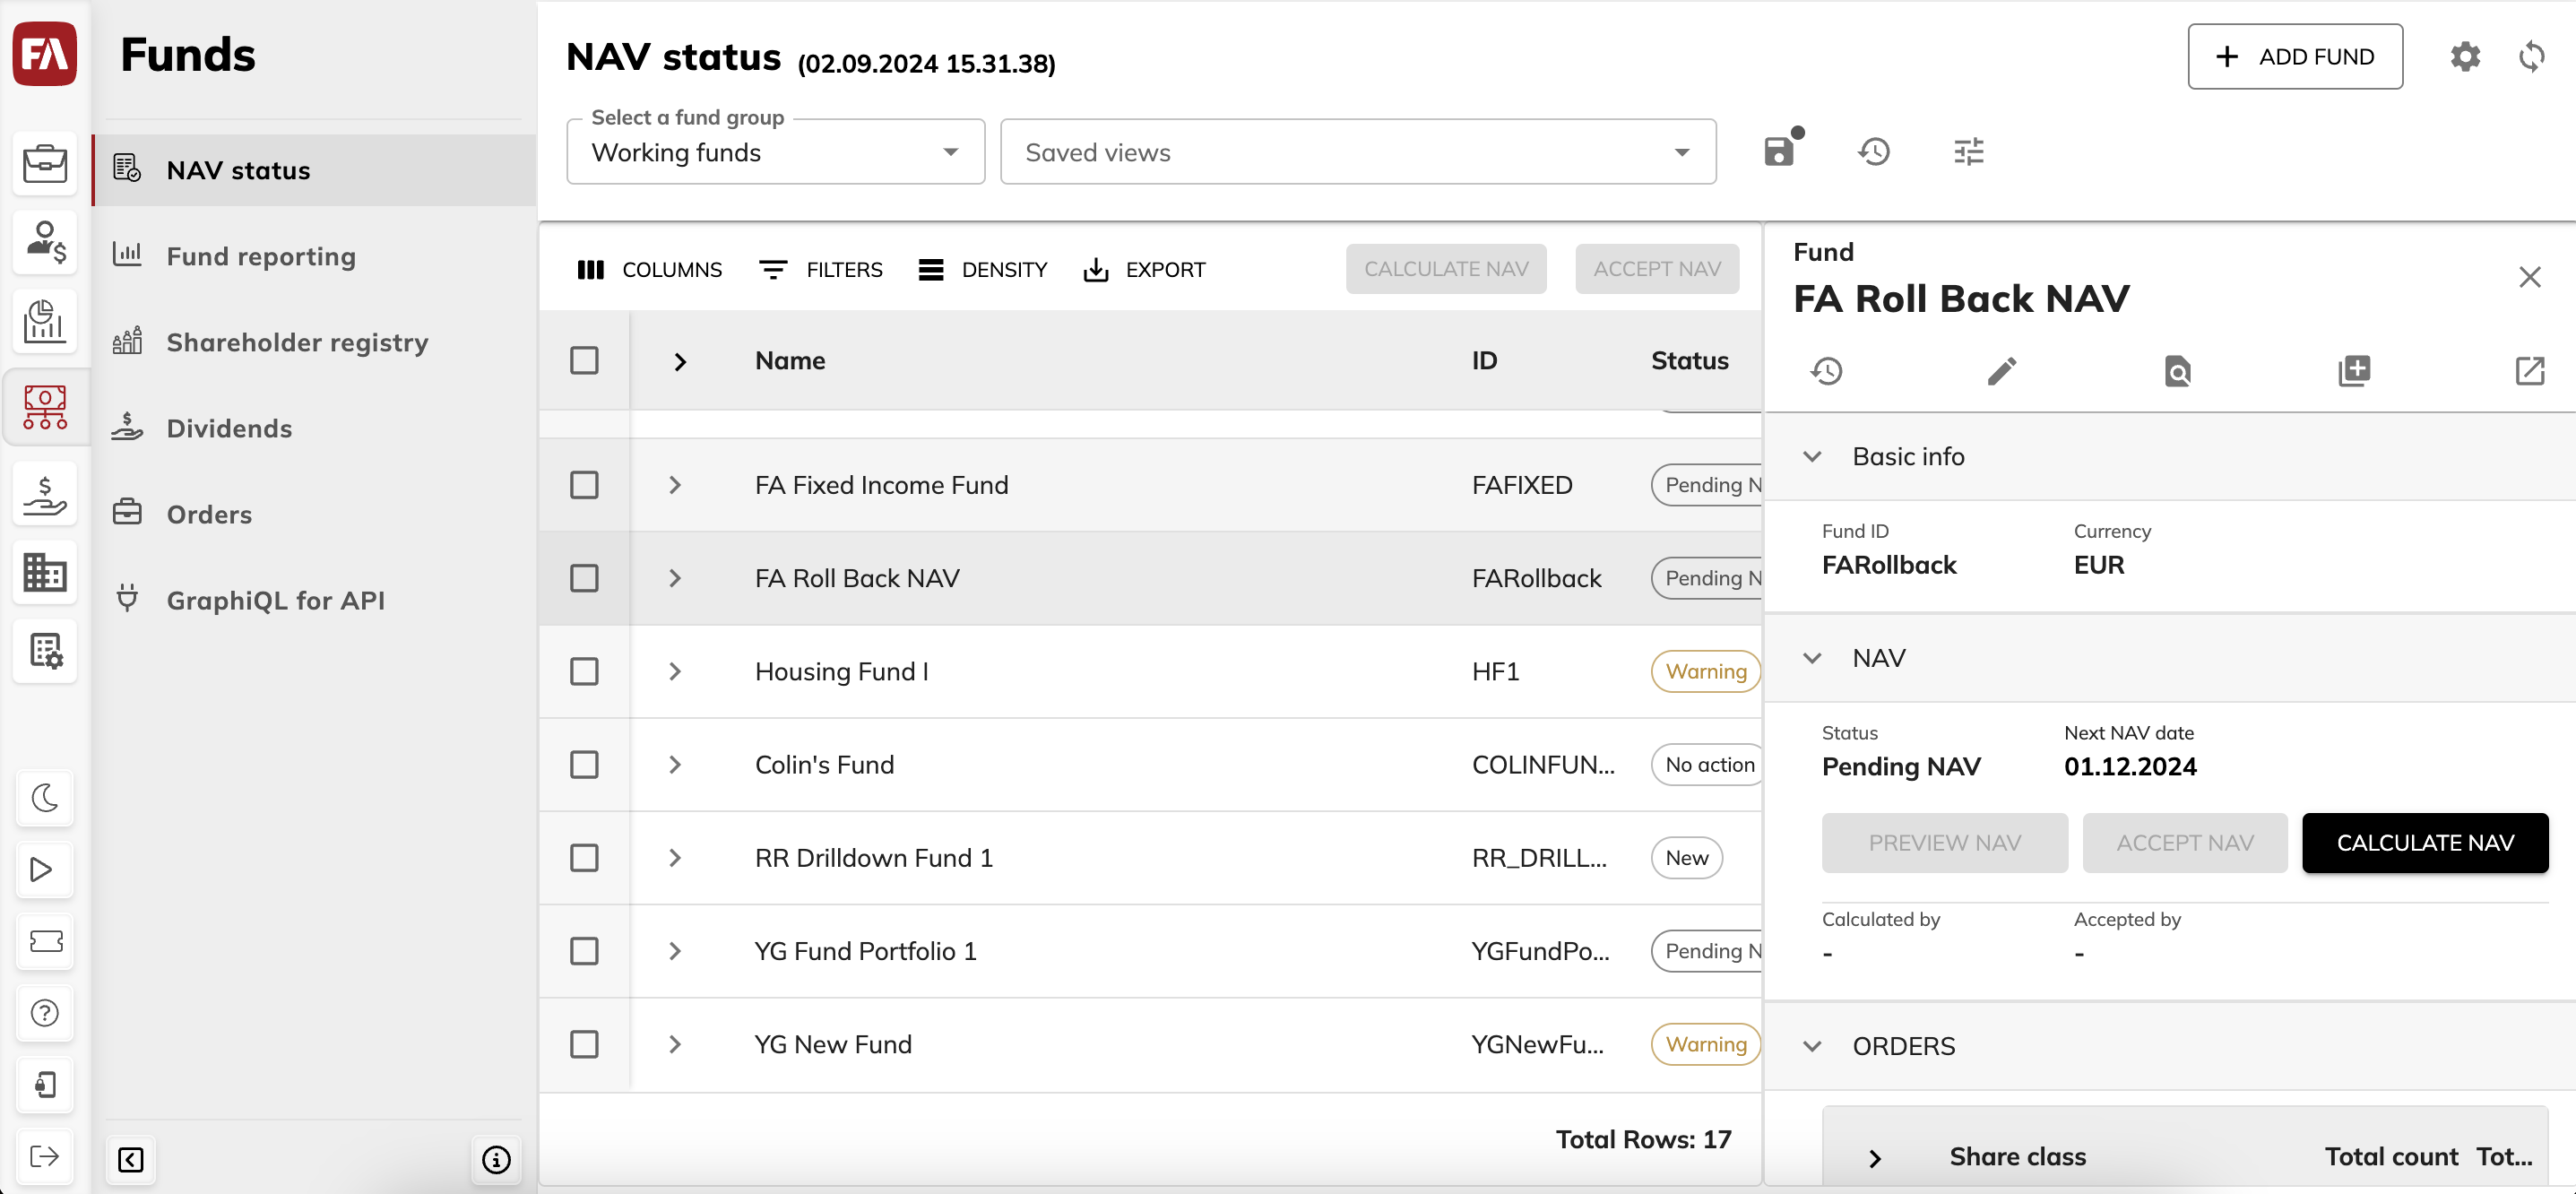 FA
Funds
NAV status
Fund reporting
Shareholder registry
Dividends
Orders
GraphiQL for API
NAV status (02.09.2024 15.31.38)
ADD FUND
Select a fund group
Working funds
Saved views
COLUMNS
FILTERS
DENSITY
EXPORT
CALCULATE NAV
ACCEPT NAV
Name ID Status
FA Fixed Income Fund FAFIXED Pending N
FA Roll Back NAV FARollback Pending N
Housing Fund I HF1 Warning
Colin's Fund COLINFUN... No action
RR Drilldown Fund 1 RR_DRILL... New
YG Fund Portfolio 1 YGFundPo... Pending N
YG New Fund YGNewFu... Warning
Total Rows: 17
Fund
FA Roll Back NAV
Basic info
Fund ID Currency
FARollback EUR
NAV
Status Next NAV date
Pending NAV 01.12.2024
PREVIEW NAV ACCEPT NAV CALCULATE NAV
Calculated by Accepted by
- -
ORDERS
Share class Total count Tot...